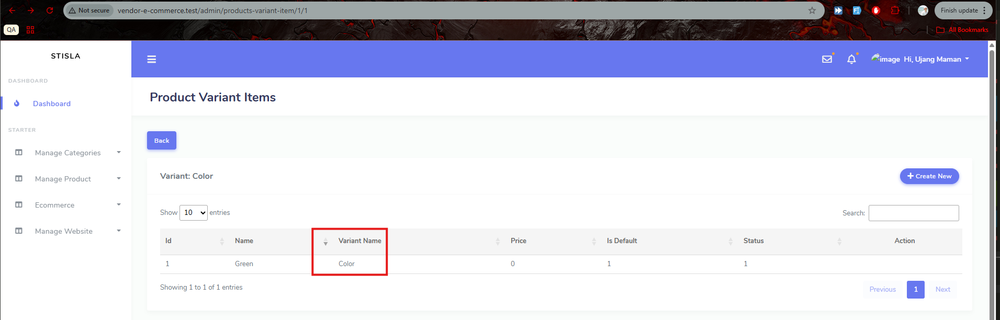 Not secure vendor-e-commerce.test/admin/products-variant-item/1/1 Finish update
QA All Bookmarks
STISLA
image Hi, Ujang Maman
DASHBOARD
Dashboard
STARTER
Manage Categories
Manage Product
Ecommerce
Manage Website
Product Variant Items
Back
Variant: Color
Create New
Show 10 entries Search:
Id Name Variant Name Price Is Default Status Action
1 Green Color 0 1 1
Showing 1 to 1 of 1 entries
Previous 1 Next